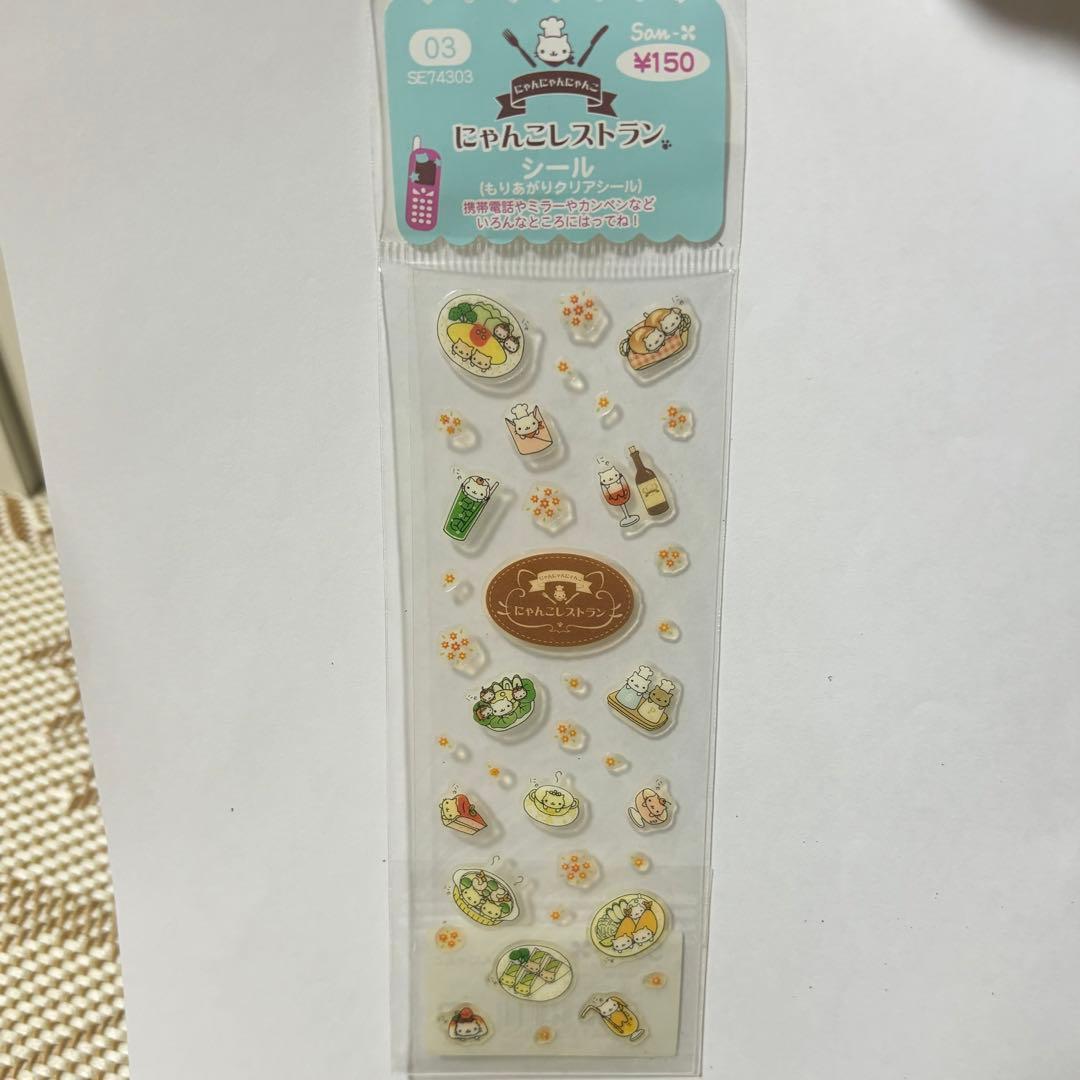 03
SE74303
San-X
¥150
にゃんにゃんにゃんこ
にゃんこレストラン
シール
(もりあがりクリアシール)
携帯電話やミラーやカンペンなど
いろんなところにはってね!
にゃんにゃんにゃんこ
にゃんこレストラン